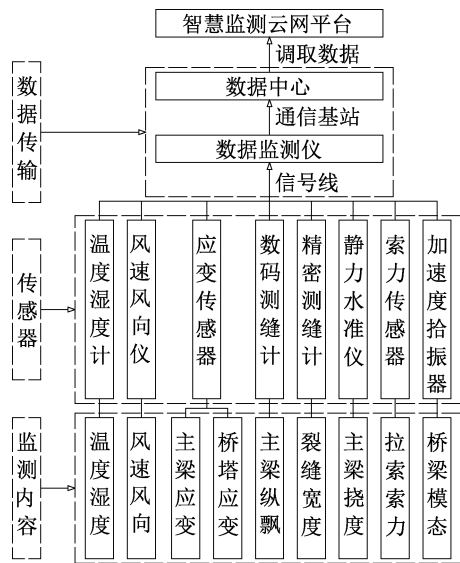 智慧监测云网平台
调取数据
数据传输
数据中心
通信基站
数据监测仪
信号线
传感器
温度湿度计
风速风向仪
应变传感器
数码测缝计
精密测缝计
静力水准仪
索力传感器
加速度拾振器
监测内容
温度湿度
风速风向
主梁应变
桥塔应变
主梁纵飘
裂缝宽度
主梁挠度
拉索索力
桥梁模态